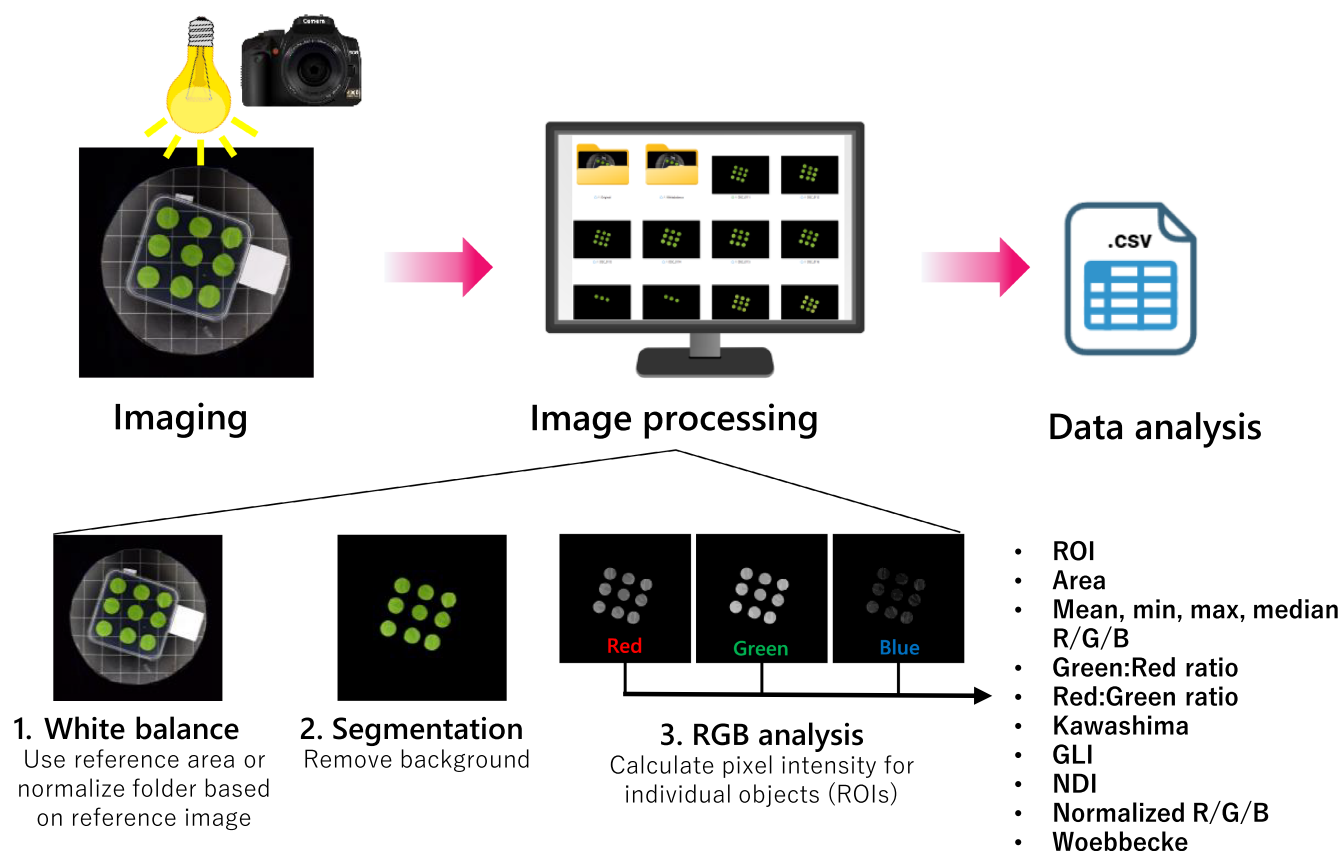 Camera
.csv
Imaging
Image processing
Data analysis
Red
Green
Blue
1. White balance
Use reference area or
normalize folder based
on reference image
2. Segmentation
Remove background
3. RGB analysis
Calculate pixel intensity for
individual objects (ROIs)
• ROI
• Area
• Mean, min, max, median
R/G/B
• Green:Red ratio
• Red:Green ratio
• Kawashima
• GLI
• NDI
• Normalized R/G/B
• Woebbecke